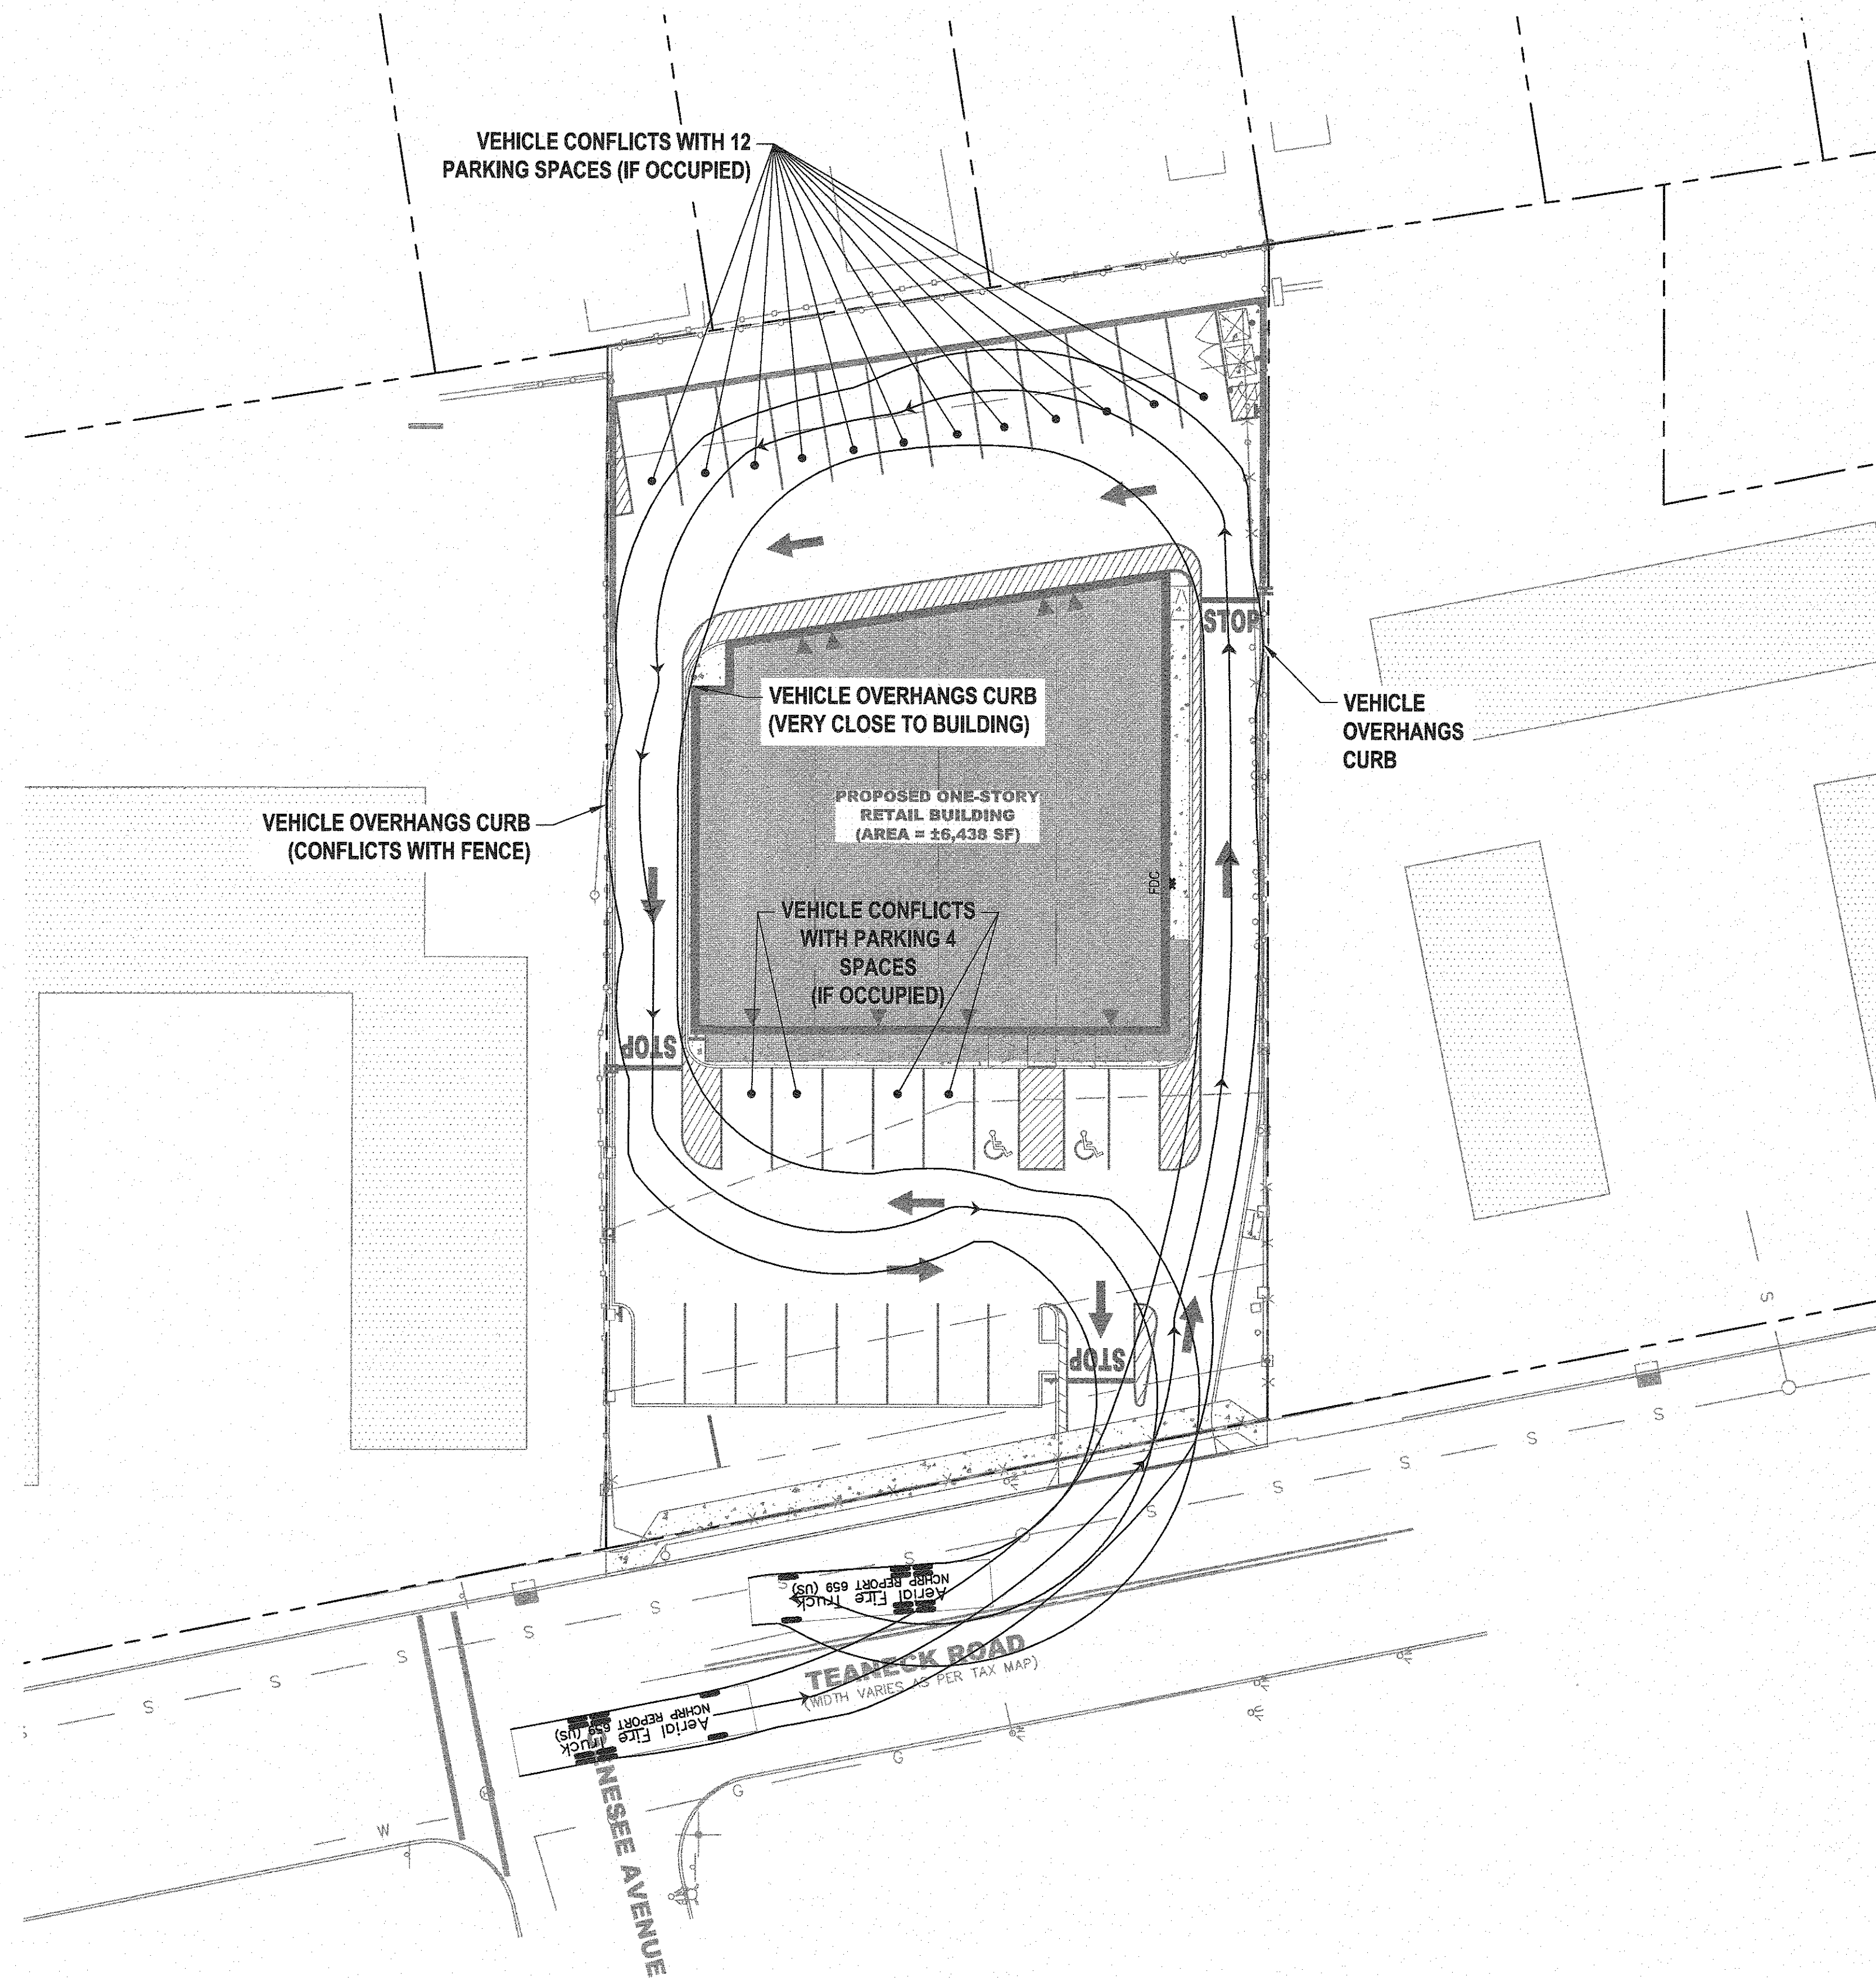 VEHICLE CONFLICTS WITH 12
PARKING SPACES (IF OCCUPIED)
STOP
VEHICLE OVERHANGS CURB
(VERY CLOSE TO BUILDING)
VEHICLE
OVERHANGS
CURB
PROPOSED ONE-STORY
RETAIL BUILDING
(AREA = ±6,438 SF)
VEHICLE OVERHANGS CURB
(CONFLICTS WITH FENCE)
FDC
VEHICLE CONFLICTS
WITH PARKING 4
SPACES
(IF OCCUPIED)
STOP
STOP
S
S
S
S
S
S
S
S
Aerial Fire Truck
NCHRP REPORT 659 (US)
S
S
S
S
S
S
S
TEANECK ROAD
(WIDTH VARIES AS PER TAX MAP)
Aerial Fire Truck
NCHRP REPORT 659 (US)
G
G
W
NESEE AVENUE